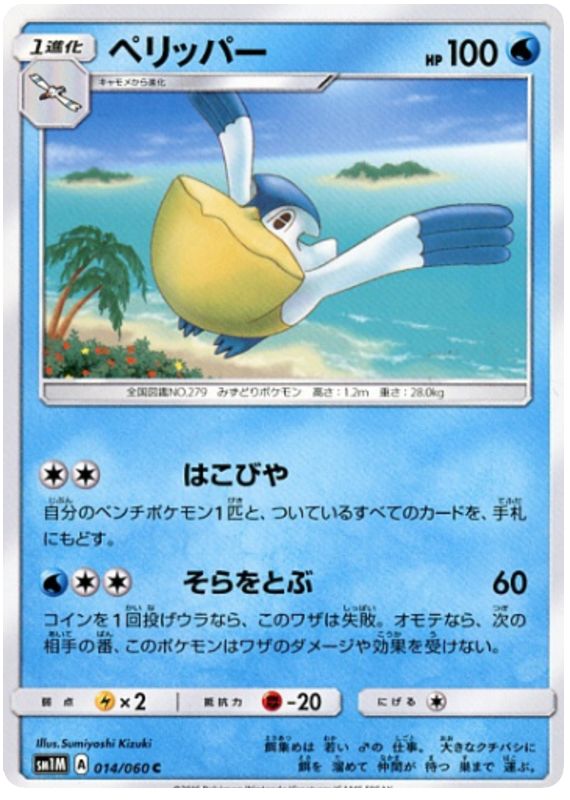 1進化 ペリッパー HP 100
キャモメから進化
全国図鑑NO.279 みずどりポケモン 高さ:1.2m 重さ:28.0kg
はこびや
自分のベンチポケモン1匹と、ついているすべてのカードを、手札
にもどす。
そらをとぶ 60
コインを1回投げウラなら、このワザは失敗。オモテなら、次の
相手の番、このポケモンはワザのダメージや効果を受けない。
弱点 ×2 抵抗力 -20 にげる
Illus.Sumiyoshi Kizuki
餌集めは 若い ♂の 仕事。 大きなクチバシに
SM1M A 014/060 C
餌を 溜めて 仲間が 待つ 巣まで 運ぶ。